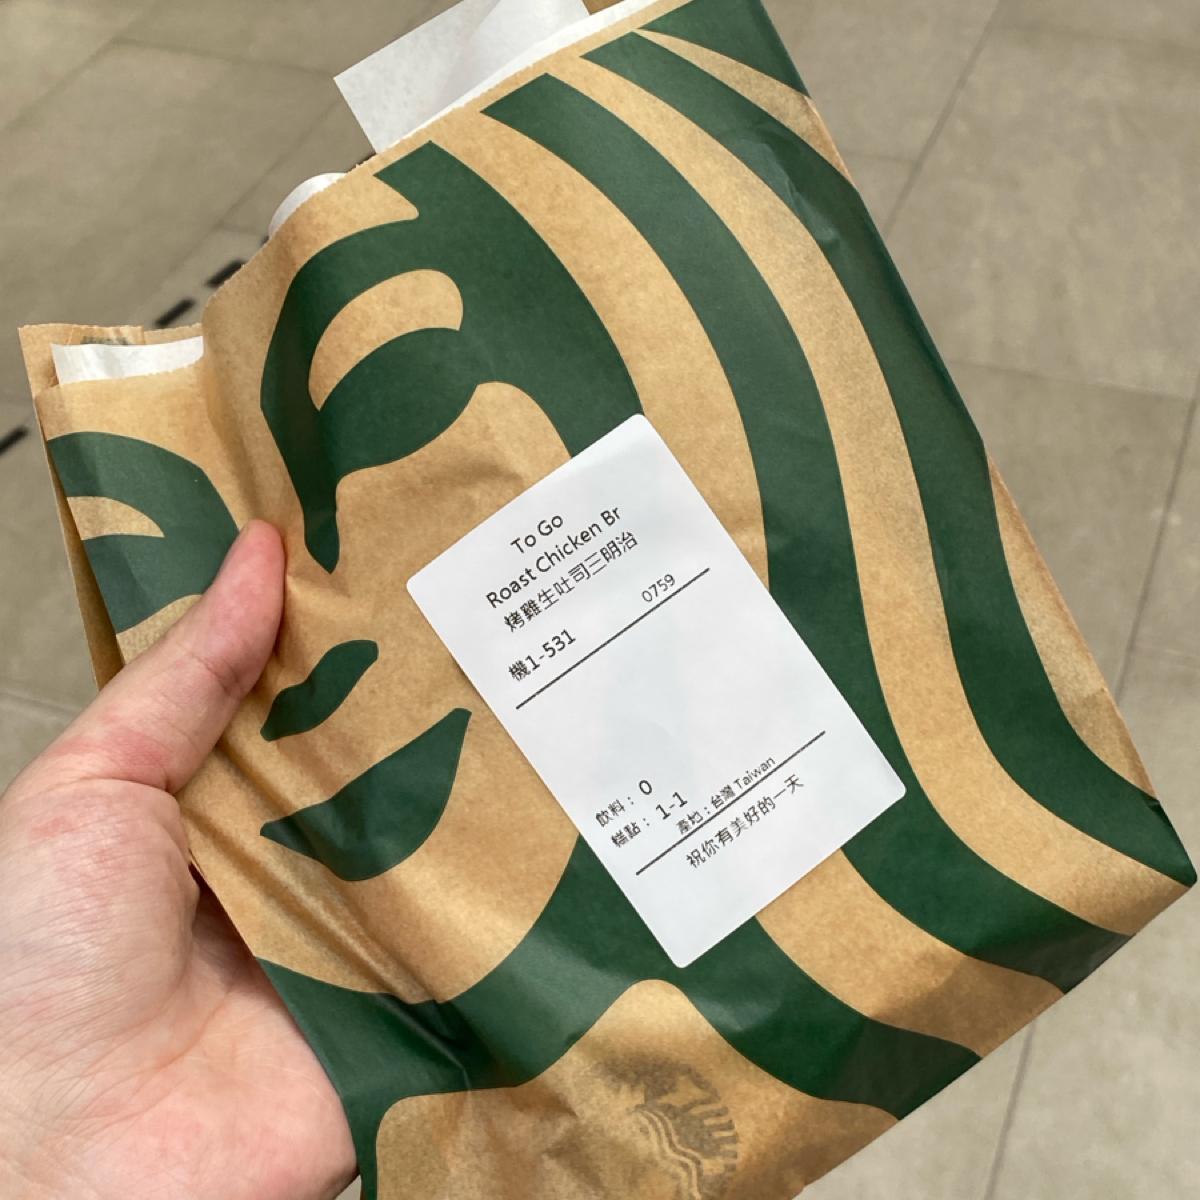 To Go
Roast Chicken Br
烤雞生吐司三明治
0759
機1-531
飲料： 0
糕點： 1-1
產地：台灣 Taiwan
祝你有美好的一天